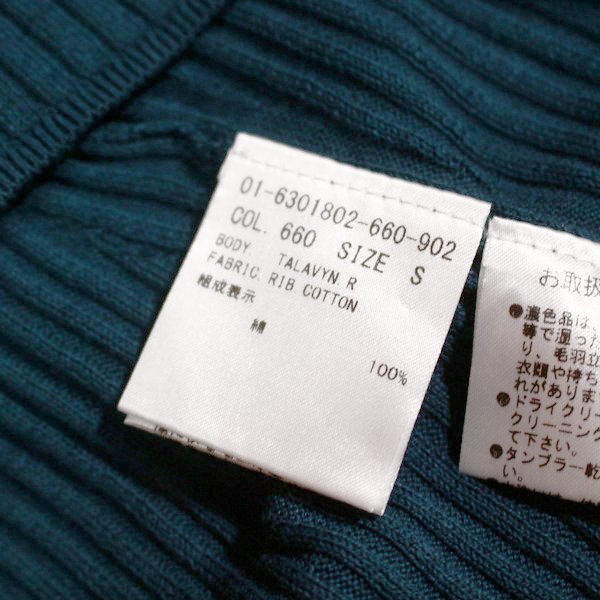 01-6301802-660-902
COL. 660 SIZE S
BODY TALAVYN.R
FABRIC. RIB COTTON
組成表示
綿 100%
お取扱
濃色品は、
等で湿った
り、毛羽立
衣類や持ち
れがありま
ドライクリー
クリーニング
て下さい。
タンブラー乾
い。